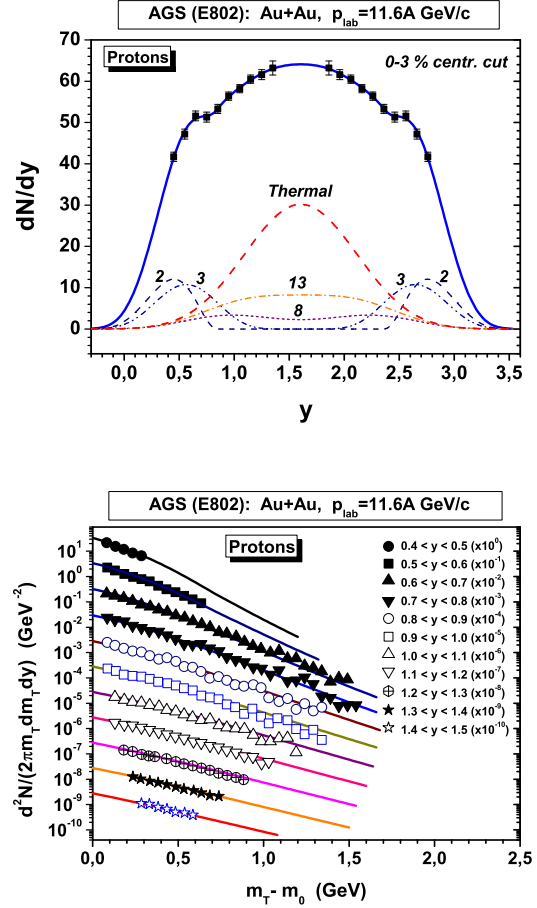 AGS (E802): Au+Au, p_lab=11.6A GeV/c
Protons
0-3 % centr. cut
70
60
50
40
30
20
10
0
dN/dy
Thermal
2 3 13 3 2
8
0,0 0,5 1,0 1,5 2,0 2,5 3,0 3,5
y
AGS (E802): Au+Au, p_lab=11.6A GeV/c
Protons
d²N/(2πm_T dm_T dy) (GeV⁻²)
10¹
10⁰
10⁻¹
10⁻²
10⁻³
10⁻⁴
10⁻⁵
10⁻⁶
10⁻⁷
10⁻⁸
10⁻⁹
10⁻¹⁰
0.4 < y < 0.5 (x10⁰)
0.5 < y < 0.6 (x10⁻¹)
0.6 < y < 0.7 (x10⁻²)
0.7 < y < 0.8 (x10⁻³)
0.8 < y < 0.9 (x10⁻⁴)
0.9 < y < 1.0 (x10⁻⁵)
1.0 < y < 1.1 (x10⁻⁶)
1.1 < y < 1.2 (x10⁻⁷)
1.2 < y < 1.3 (x10⁻⁸)
1.3 < y < 1.4 (x10⁻⁹)
1.4 < y < 1.5 (x10⁻¹⁰)
0,0 0,5 1,0 1,5 2,0 2,5
m_T - m_0 (GeV)